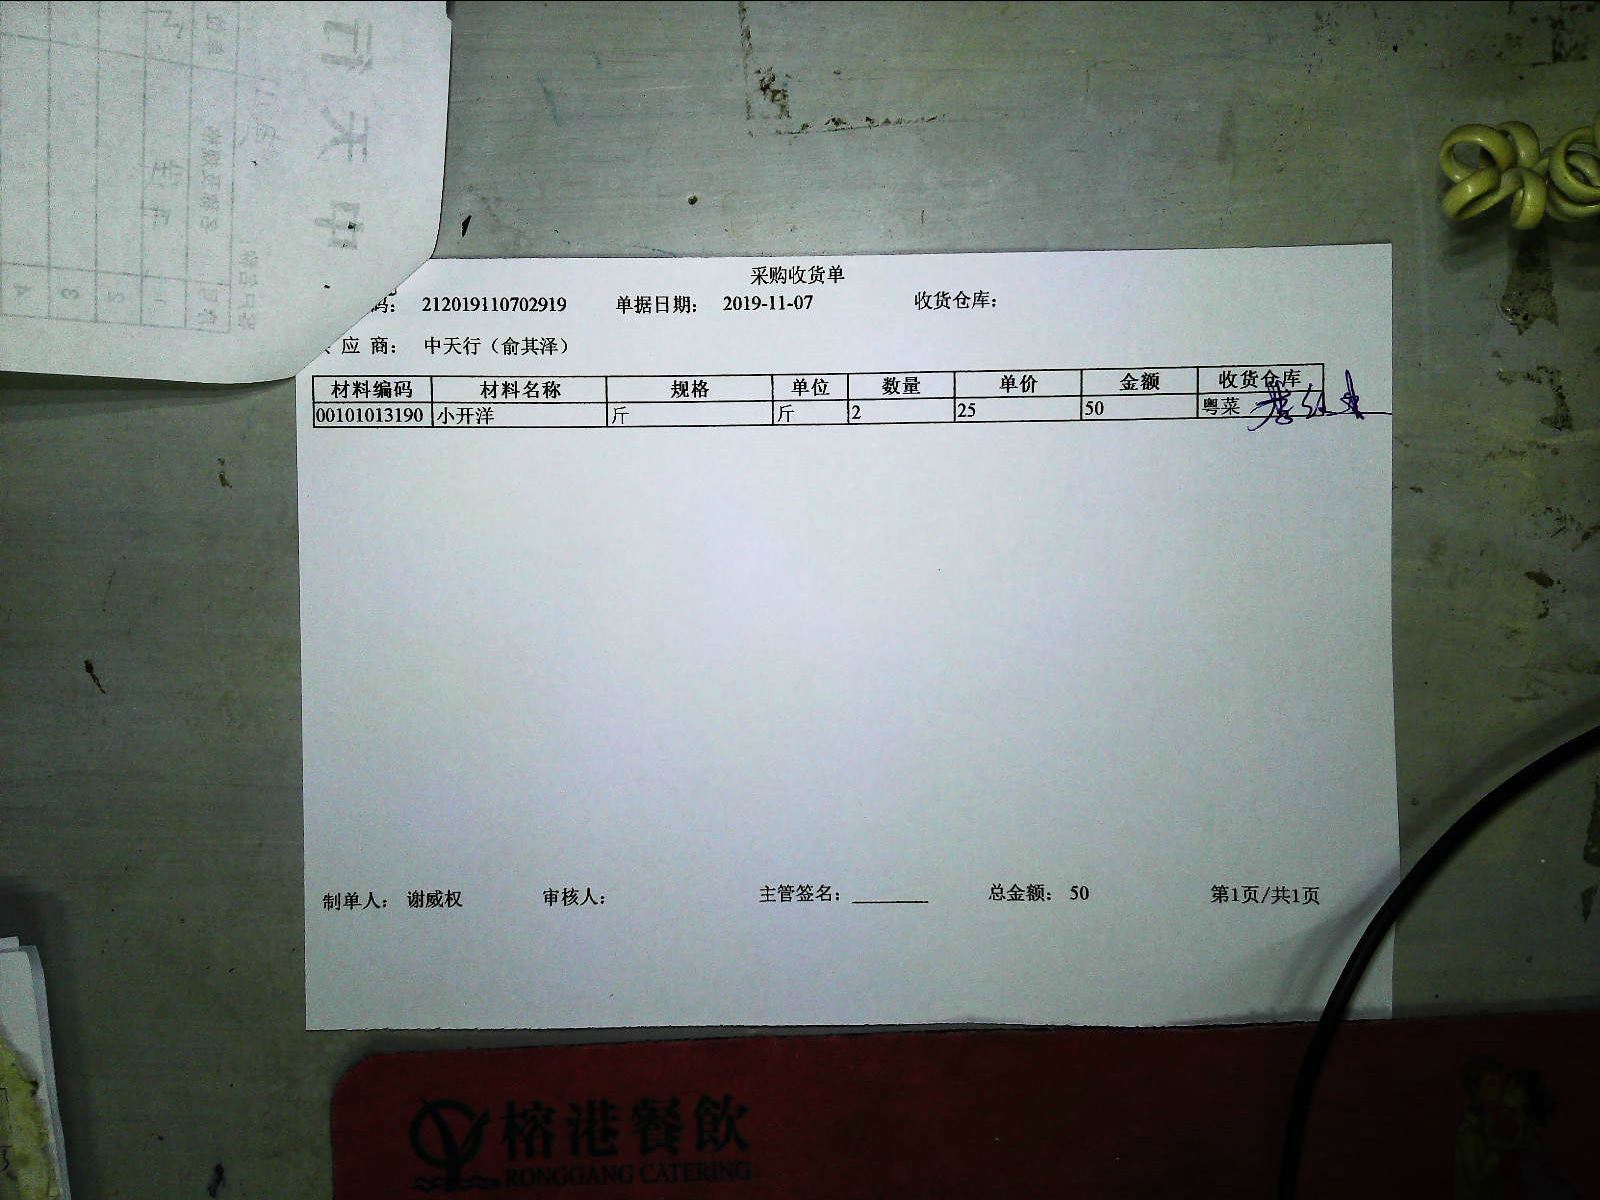 采购收货单
码: 212019110702919 单据日期: 2019-11-07 收货仓库:
应 商: 中天行（俞其泽）
材料编码 材料名称 规格 单位 数量 单价 金额 收货仓库
00101013190 小开洋 斤 斤 2 25 50 粤菜
制单人: 谢威权 审核人: 主管签名: ________ 总金额: 50 第1页/共1页
榕港餐飲
RONGGANG CATERING